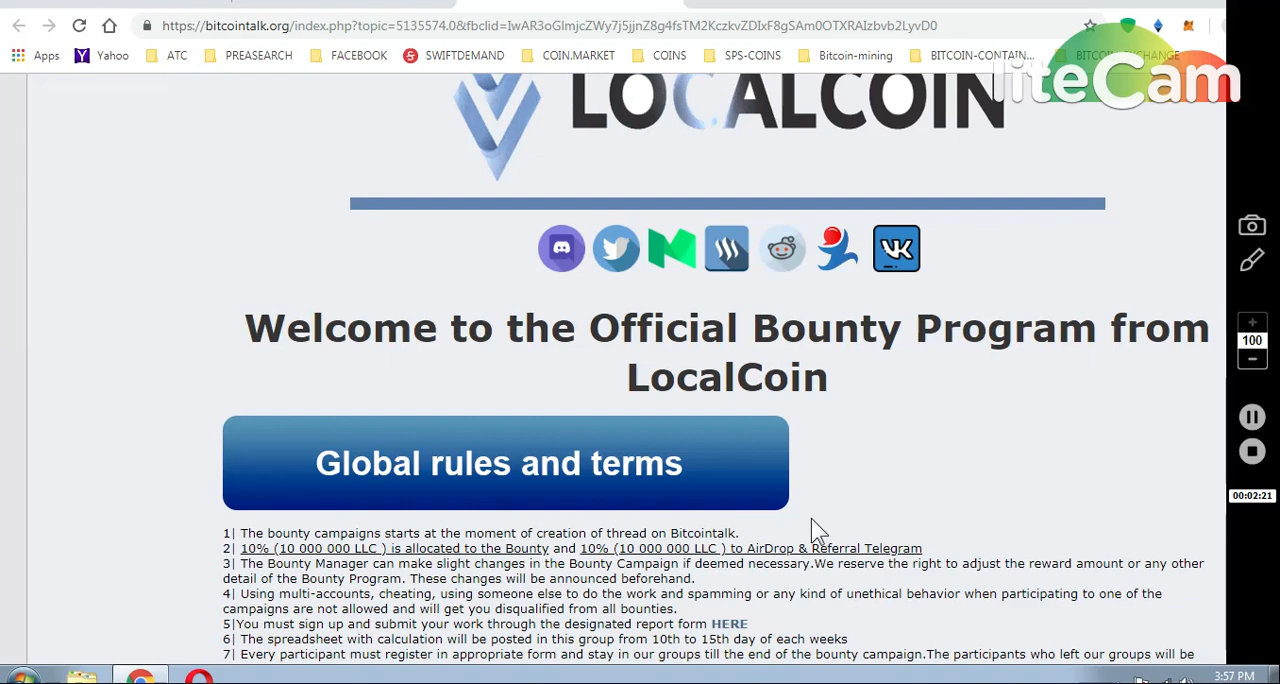 https://bitcointalk.org/index.php?topic=5135574.0&fbclid=IwAR3oGlmjcZWy7j5jjnZ8g4fsTM2KczkvZDIxF8gSAm0OTXRAIzbvb2LyvD0
Apps Yahoo ATC PREASEARCH FACEBOOK SWIFTDEMAND COIN.MARKET COINS SPS-COINS Bitcoin-mining BITCOIN-CONTAIN... BITCOIN-EXCHANGE
liteCam
LOCALCOIN
VK
Welcome to the Official Bounty Program from
LocalCoin
Global rules and terms
1| The bounty campaigns starts at the moment of creation of thread on Bitcointalk.
2| 10% (10 000 000 LLC ) is allocated to the Bounty and 10% (10 000 000 LLC ) to AirDrop & Referral Telegram
3| The Bounty Manager can make slight changes in the Bounty Campaign if deemed necessary.We reserve the right to adjust the reward amount or any other
detail of the Bounty Program. These changes will be announced beforehand.
4| Using multi-accounts, cheating, using someone else to do the work and spamming or any kind of unethical behavior when participating to one of the
campaigns are not allowed and will get you disqualified from all bounties.
5|You must sign up and submit your work through the designated report form HERE
6| The spreadsheet with calculation will be posted in this group from 10th to 15th day of each weeks
7| Every participant must register in appropriate form and stay in our groups till the end of the bounty campaign.The participants who left our groups will be
100
00:02:21
3:57 PM